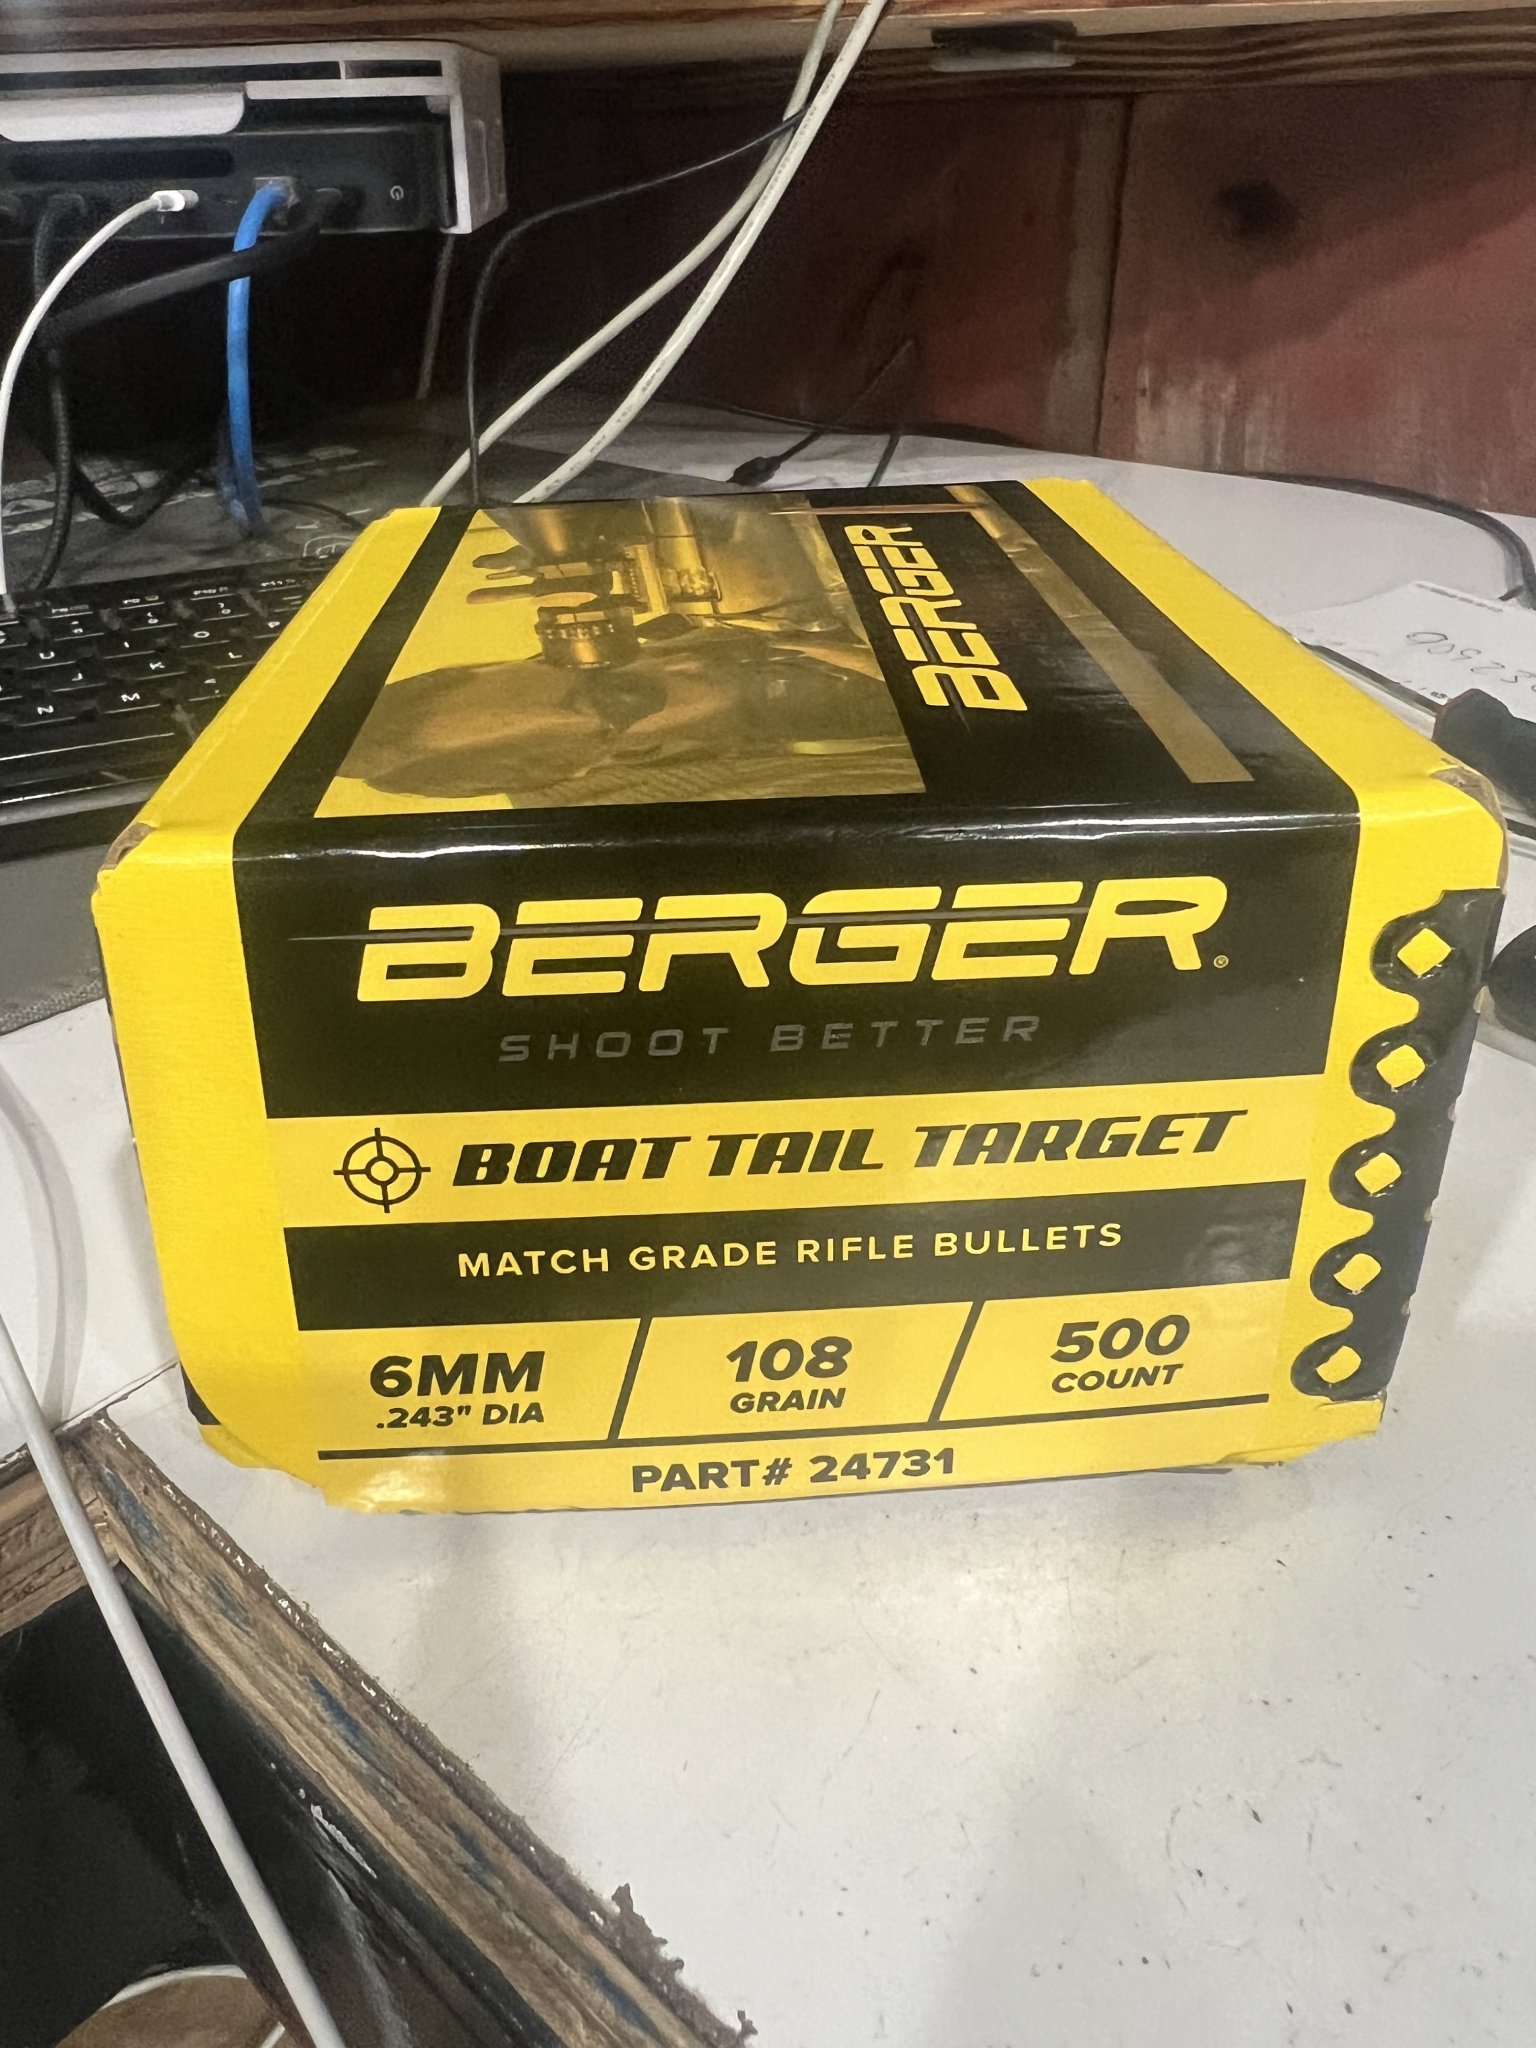 BERGER
BERGER®
SHOOT BETTER
BOAT TAIL TARGET
MATCH GRADE RIFLE BULLETS
6MM
.243" DIA
108
GRAIN
500
COUNT
PART# 24731
U
I
O
P
J
K
L
N
M